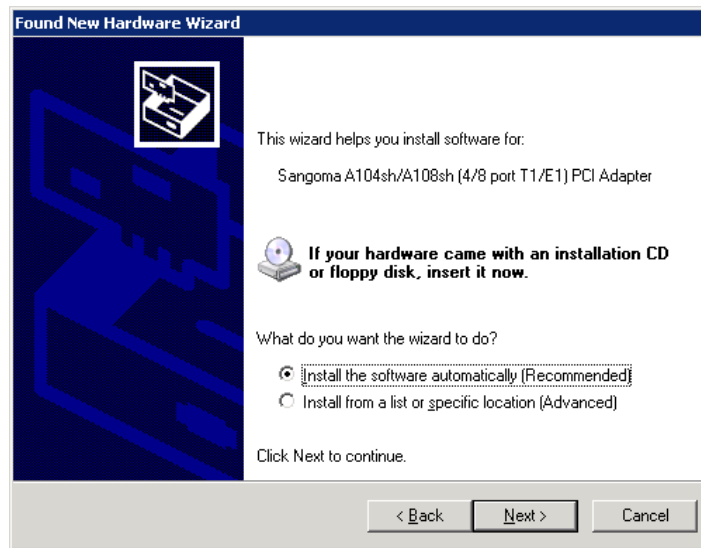 Found New Hardware Wizard
This wizard helps you install software for:
Sangoma A104sh/A108sh (4/8 port T1/E1) PCI Adapter
If your hardware came with an installation CD
or floppy disk, insert it now.
What do you want the wizard to do?
Install the software automatically (Recommended)
Install from a list or specific location (Advanced)
Click Next to continue.
< Back Next > Cancel